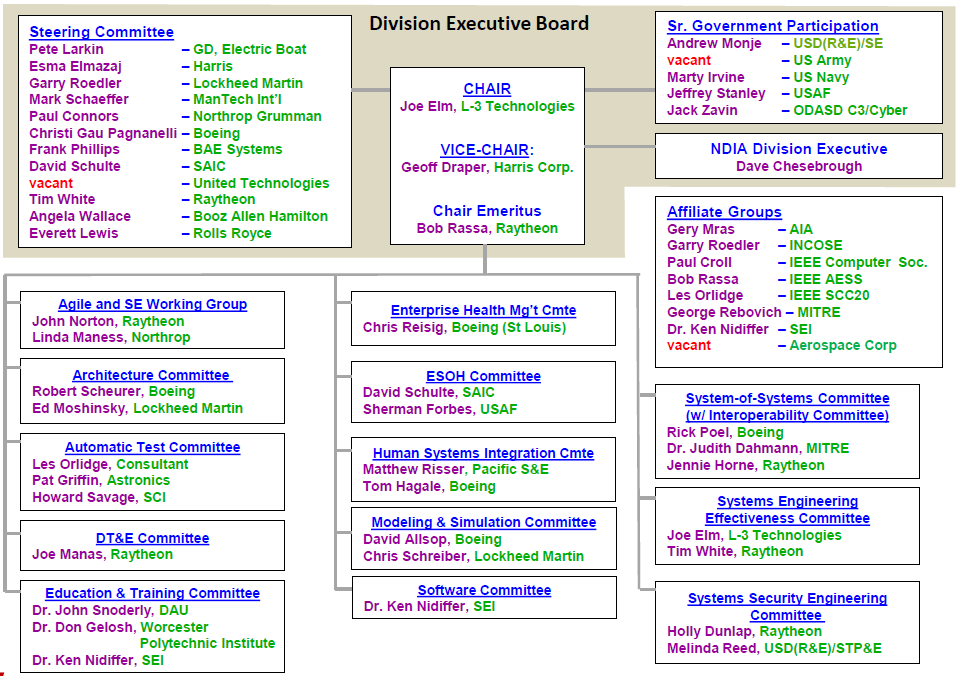 Division Executive Board
Steering Committee
Pete Larkin – GD, Electric Boat
Esma Elmazaj – Harris
Garry Roedler – Lockheed Martin
Mark Schaeffer – ManTech Int'l
Paul Connors – Northrop Grumman
Christi Gau Pagnanelli – Boeing
Frank Phillips – BAE Systems
David Schulte – SAIC
vacant – United Technologies
Tim White – Raytheon
Angela Wallace – Booz Allen Hamilton
Everett Lewis – Rolls Royce
CHAIR
Joe Elm, L-3 Technologies
VICE-CHAIR:
Geoff Draper, Harris Corp.
Chair Emeritus
Bob Rassa, Raytheon
Sr. Government Participation
Andrew Monje – USD(R&E)/SE
vacant – US Army
Marty Irvine – US Navy
Jeffrey Stanley – USAF
Jack Zavin – ODASD C3/Cyber
NDIA Division Executive
Dave Chesebrough
Affiliate Groups
Gery Mras – AIA
Garry Roedler – INCOSE
Paul Croll – IEEE Computer Soc.
Bob Rassa – IEEE AESS
Les Orlidge – IEEE SCC20
George Rebovich – MITRE
Dr. Ken Nidiffer – SEI
vacant – Aerospace Corp
Agile and SE Working Group
John Norton, Raytheon
Linda Maness, Northrop
Architecture Committee
Robert Scheurer, Boeing
Ed Moshinsky, Lockheed Martin
Automatic Test Committee
Les Orlidge, Consultant
Pat Griffin, Astronics
Howard Savage, SCI
DT&E Committee
Joe Manas, Raytheon
Education & Training Committee
Dr. John Snoderly, DAU
Dr. Don Gelosh, Worcester
Polytechnic Institute
Dr. Ken Nidiffer, SEI
Enterprise Health Mg't Cmte
Chris Reisig, Boeing (St Louis)
ESOH Committee
David Schulte, SAIC
Sherman Forbes, USAF
Human Systems Integration Cmte
Matthew Risser, Pacific S&E
Tom Hagale, Boeing
Modeling & Simulation Committee
David Allsop, Boeing
Chris Schreiber, Lockheed Martin
Software Committee
Dr. Ken Nidiffer, SEI
System-of-Systems Committee
(w/ Interoperability Committee)
Rick Poel, Boeing
Dr. Judith Dahmann, MITRE
Jennie Horne, Raytheon
Systems Engineering
Effectiveness Committee
Joe Elm, L-3 Technologies
Tim White, Raytheon
Systems Security Engineering
Committee
Holly Dunlap, Raytheon
Melinda Reed, USD(R&E)/STP&E